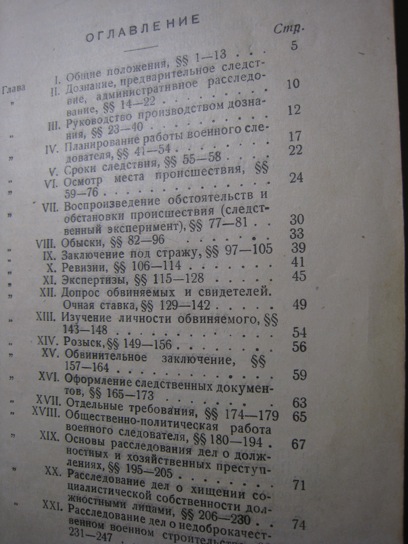 ОГЛАВЛЕНИЕ
Стр.
Глава I. Общие положения, §§ 1—13 . . . 5
" II. Дознание, предварительное следст-
вие, административное расследо-
вание, §§ 14—22 . . . . . . . 10
" III. Руководство производством дозна-
ния, §§ 23—40 . . . . . . . . 12
" IV. Планирование работы военного сле-
дователя, §§ 41—54 . . . . . . 17
" V. Сроки следствия, §§ 55—58 . . . 22
" VI. Осмотр места происшествия, §§
59—76 . . . . . . . . . . . 24
" VII. Воспроизведение обстоятельств и
обстановки происшествия (следст-
венный эксперимент), §§ 77—81 . . 30
" VIII. Обыски, §§ 82—96 . . . . . . 33
" IX. Заключение под стражу, §§ 97—105 39
" X. Ревизии, §§ 106—114 . . . . . . 41
" XI. Экспертизы, §§ 115—128 . . . . 45
" XII. Допрос обвиняемых и свидетелей.
Очная ставка, §§ 129—142 . . . . 49
" XIII. Изучение личности обвиняемого, §§
143—148 . . . . . . . . . . 54
" XIV. Розыск, §§ 149—156 . . . . . . 56
" XV. Обвинительное заключение, §§
157—164 . . . . . . . . . . 59
" XVI. Оформление следственных докумен-
тов, §§ 165—173 . . . . . . . 63
" XVII. Отдельные требования, §§ 174—179 65
" XVIII. Общественно-политическая работа
военного следователя, §§ 180—194 . 67
" XIX. Основы расследования дел о долж-
ностных и хозяйственных преступ-
лениях, §§ 195—205 . . . . . . 71
" XX. Расследование дел о хищении со-
циалистической собственности дол-
жностными лицами, §§ 206—230 . . 74
" XXI. Расследование дел о недоброкачест-
венном военном строительстве,
231—247